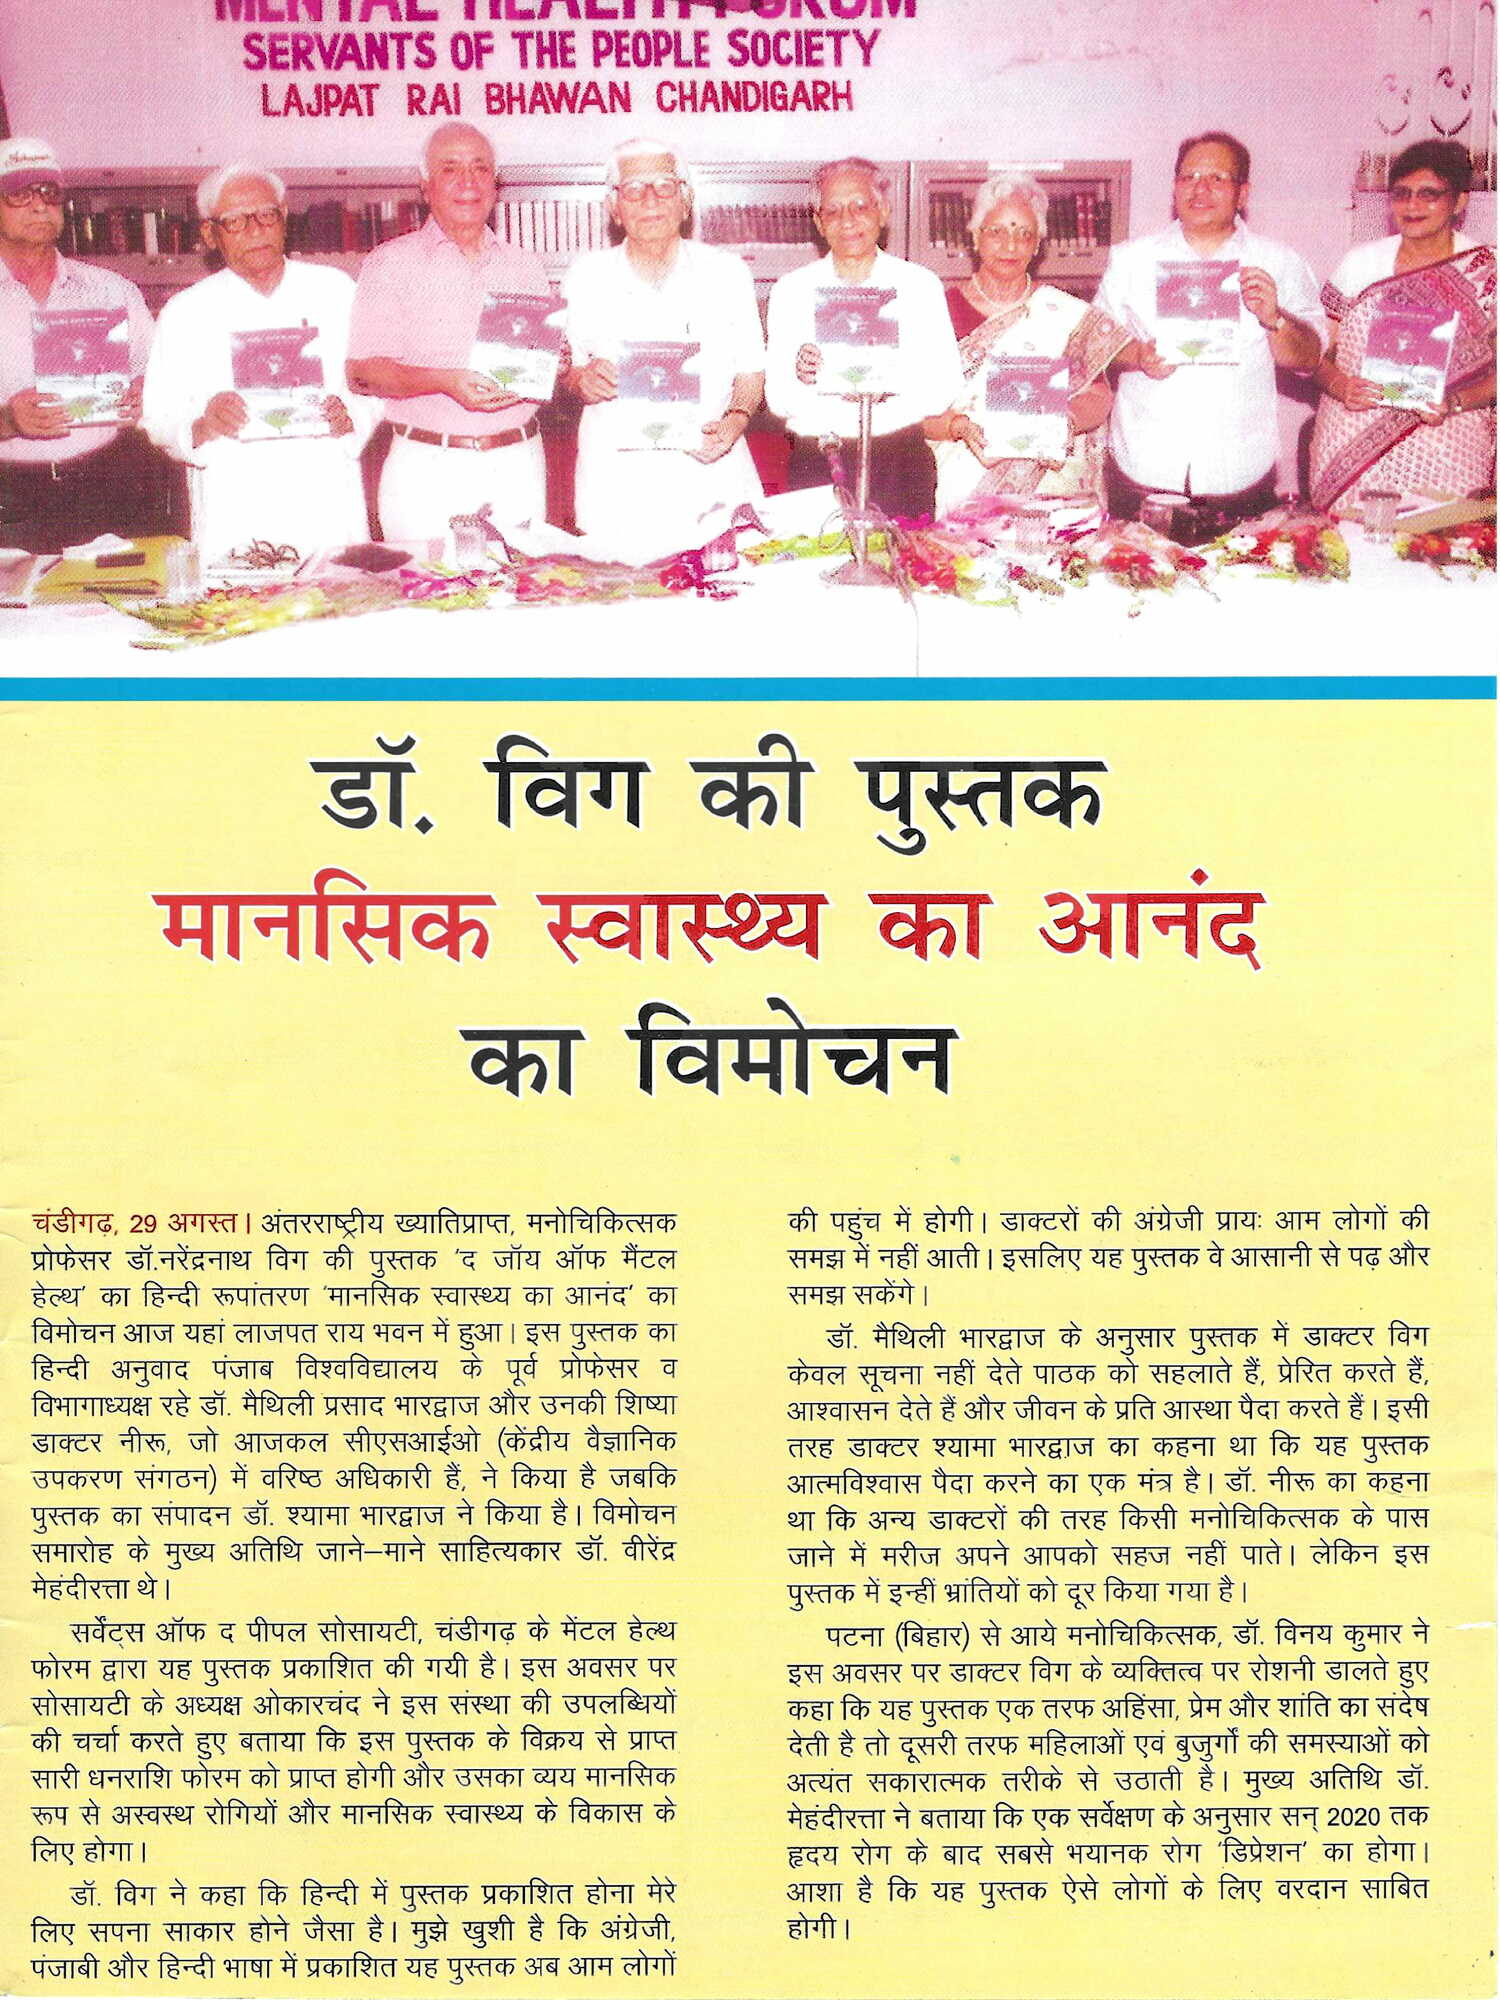 MENTAL HEALTH FORUM
SERVANTS OF THE PEOPLE SOCIETY
LAJPAT RAI BHAWAN CHANDIGARH
डॉ. विग की पुस्तक
मानसिक स्वास्थ्य का आनंद
का विमोचन
चंडीगढ़, 29 अगस्त। अंतरराष्ट्रीय ख्यातिप्राप्त, मनोचिकित्सक
प्रोफेसर डॉ.नरेंद्रनाथ विग की पुस्तक 'द जॉय ऑफ मैंटल
हेल्थ' का हिन्दी रूपांतरण 'मानसिक स्वास्थ्य का आनंद' का
विमोचन आज यहां लाजपत राय भवन में हुआ। इस पुस्तक का
हिन्दी अनुवाद पंजाब विश्वविद्यालय के पूर्व प्रोफेसर व
विभागाध्यक्ष रहे डॉ. मैथिली प्रसाद भारद्वाज और उनकी शिष्या
डाक्टर नीरू, जो आजकल सीएसआईओ (केंद्रीय वैज्ञानिक
उपकरण संगठन) में वरिष्ठ अधिकारी हैं, ने किया है जबकि
पुस्तक का संपादन डॉ. श्यामा भारद्वाज ने किया है। विमोचन
समारोह के मुख्य अतिथि जाने–माने साहित्यकार डॉ. वीरेंद्र
मेहंदीरत्ता थे।
सर्वेंट्स ऑफ द पीपल सोसायटी, चंडीगढ़ के मेंटल हेल्थ
फोरम द्वारा यह पुस्तक प्रकाशित की गयी है। इस अवसर पर
सोसायटी के अध्यक्ष ओकारचंद ने इस संस्था की उपलब्धियों
की चर्चा करते हुए बताया कि इस पुस्तक के विक्रय से प्राप्त
सारी धनराशि फोरम को प्राप्त होगी और उसका व्यय मानसिक
रूप से अस्वस्थ रोगियों और मानसिक स्वास्थ्य के विकास के
लिए होगा।
डॉ. विग ने कहा कि हिन्दी में पुस्तक प्रकाशित होना मेरे
लिए सपना साकार होने जैसा है। मुझे खुशी है कि अंग्रेजी,
पंजाबी और हिन्दी भाषा में प्रकाशित यह पुस्तक अब आम लोगों
की पहुंच में होगी। डाक्टरों की अंग्रेजी प्रायः आम लोगों की
समझ में नहीं आती। इसलिए यह पुस्तक वे आसानी से पढ़ और
समझ सकेंगे।
डॉ. मैथिली भारद्वाज के अनुसार पुस्तक में डाक्टर विग
केवल सूचना नहीं देते पाठक को सहलाते हैं, प्रेरित करते हैं,
आश्वासन देते हैं और जीवन के प्रति आस्था पैदा करते हैं। इसी
तरह डाक्टर श्यामा भारद्वाज का कहना था कि यह पुस्तक
आत्मविश्वास पैदा करने का एक मंत्र है। डॉ. नीरू का कहना
था कि अन्य डाक्टरों की तरह किसी मनोचिकित्सक के पास
जाने में मरीज अपने आपको सहज नहीं पाते। लेकिन इस
पुस्तक में इन्हीं भ्रांतियों को दूर किया गया है।
पटना (बिहार) से आये मनोचिकित्सक, डॉ. विनय कुमार ने
इस अवसर पर डाक्टर विग के व्यक्तित्व पर रोशनी डालते हुए
कहा कि यह पुस्तक एक तरफ अहिंसा, प्रेम और शांति का संदेष
देती है तो दूसरी तरफ महिलाओं एवं बुजुर्गों की समस्याओं को
अत्यंत सकारात्मक तरीके से उठाती है। मुख्य अतिथि डॉ.
मेहंदीरत्ता ने बताया कि एक सर्वेक्षण के अनुसार सन् 2020 तक
हृदय रोग के बाद सबसे भयानक रोग 'डिप्रेशन' का होगा।
आशा है कि यह पुस्तक ऐसे लोगों के लिए वरदान साबित
होगी।